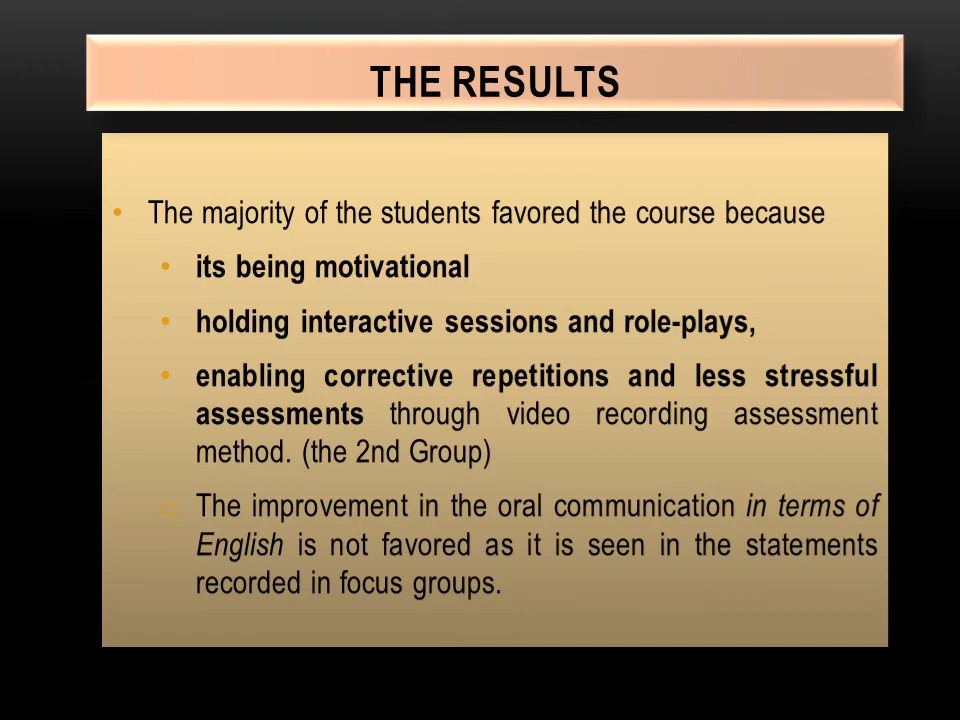 THE RESULTS
• The majority of the students favored the course because
• its being motivational
• holding interactive sessions and role-plays,
• enabling corrective repetitions and less stressful
assessments through video recording assessment
method. (the 2nd Group)
o The improvement in the oral communication in terms of
English is not favored as it is seen in the statements
recorded in focus groups.